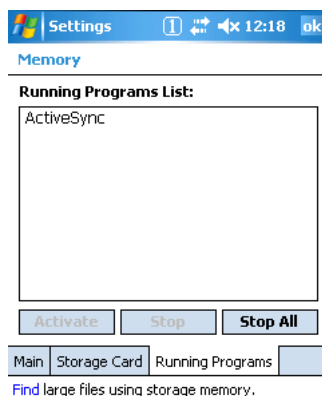 Settings 1 12:18 ok
Memory
Running Programs List:
ActiveSync
Activate Stop Stop All
Main Storage Card Running Programs
Find large files using storage memory.